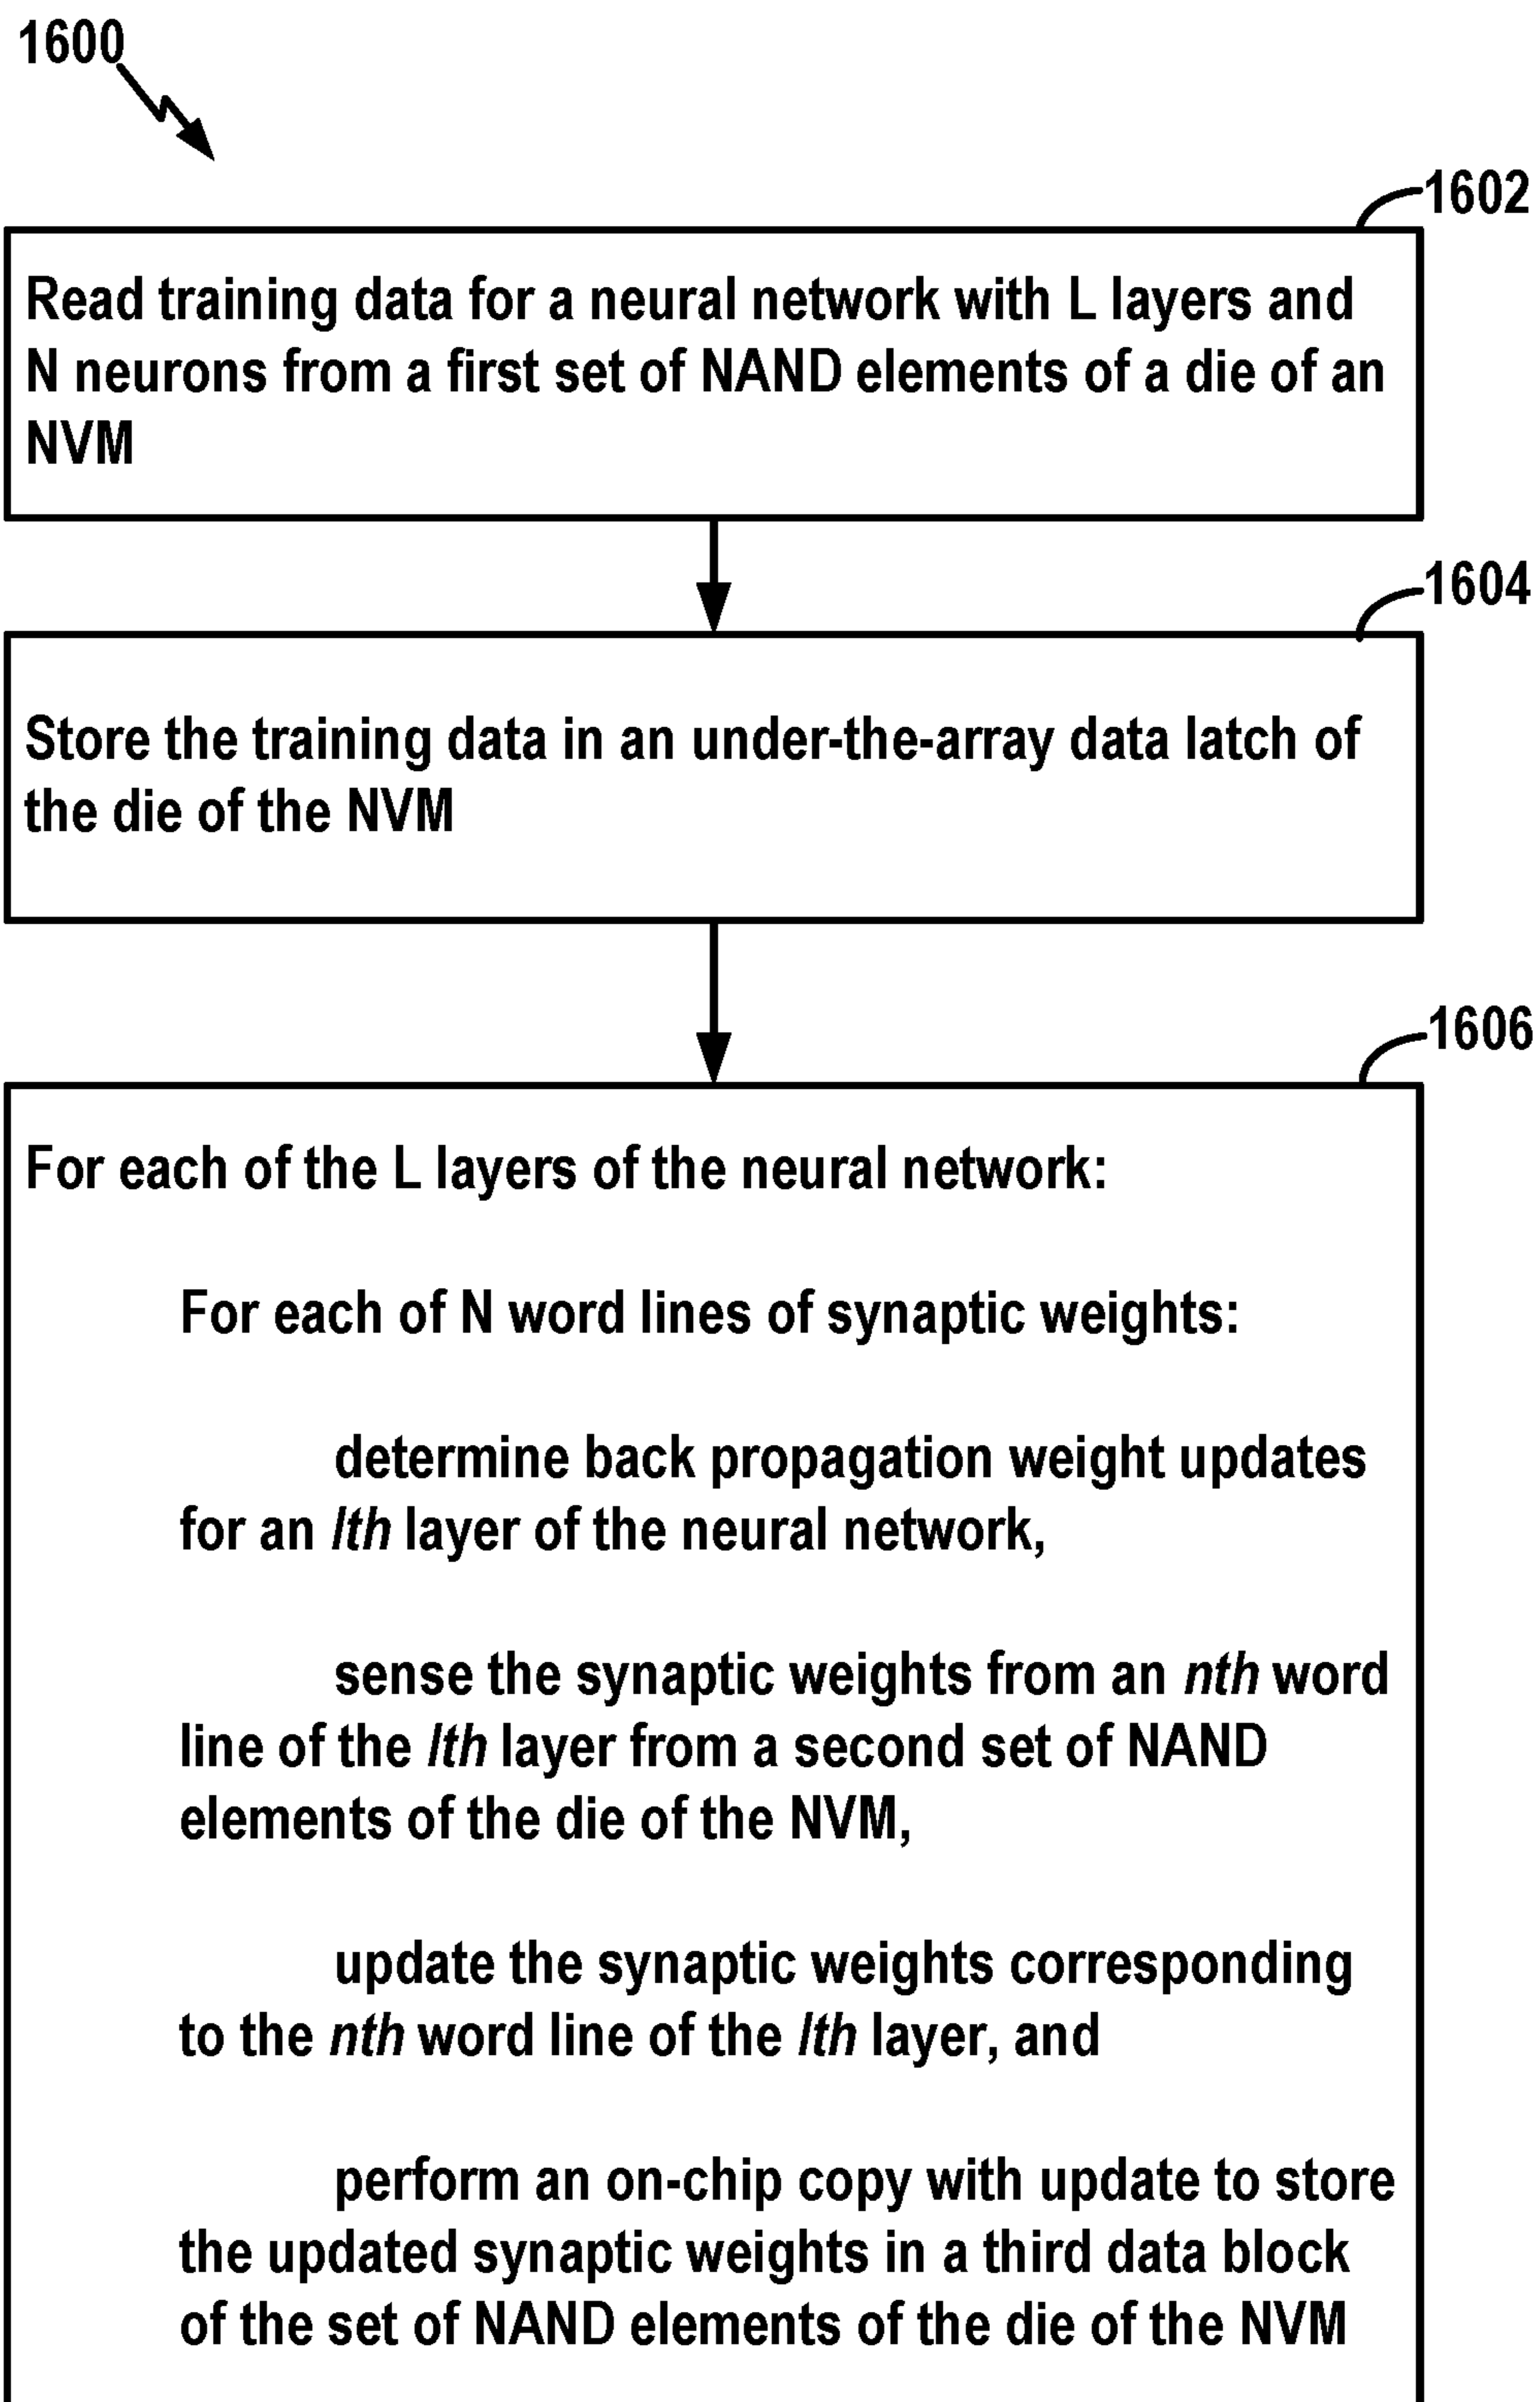 1600
1602
Read training data for a neural network with L layers and
N neurons from a first set of NAND elements of a die of an
NVM
1604
Store the training data in an under-the-array data latch of
the die of the NVM
1606
For each of the L layers of the neural network:
For each of N word lines of synaptic weights:
determine back propagation weight updates
for an lth layer of the neural network,
sense the synaptic weights from an nth word
line of the lth layer from a second set of NAND
elements of the die of the NVM,
update the synaptic weights corresponding
to the nth word line of the lth layer, and
perform an on-chip copy with update to store
the updated synaptic weights in a third data block
of the set of NAND elements of the die of the NVM